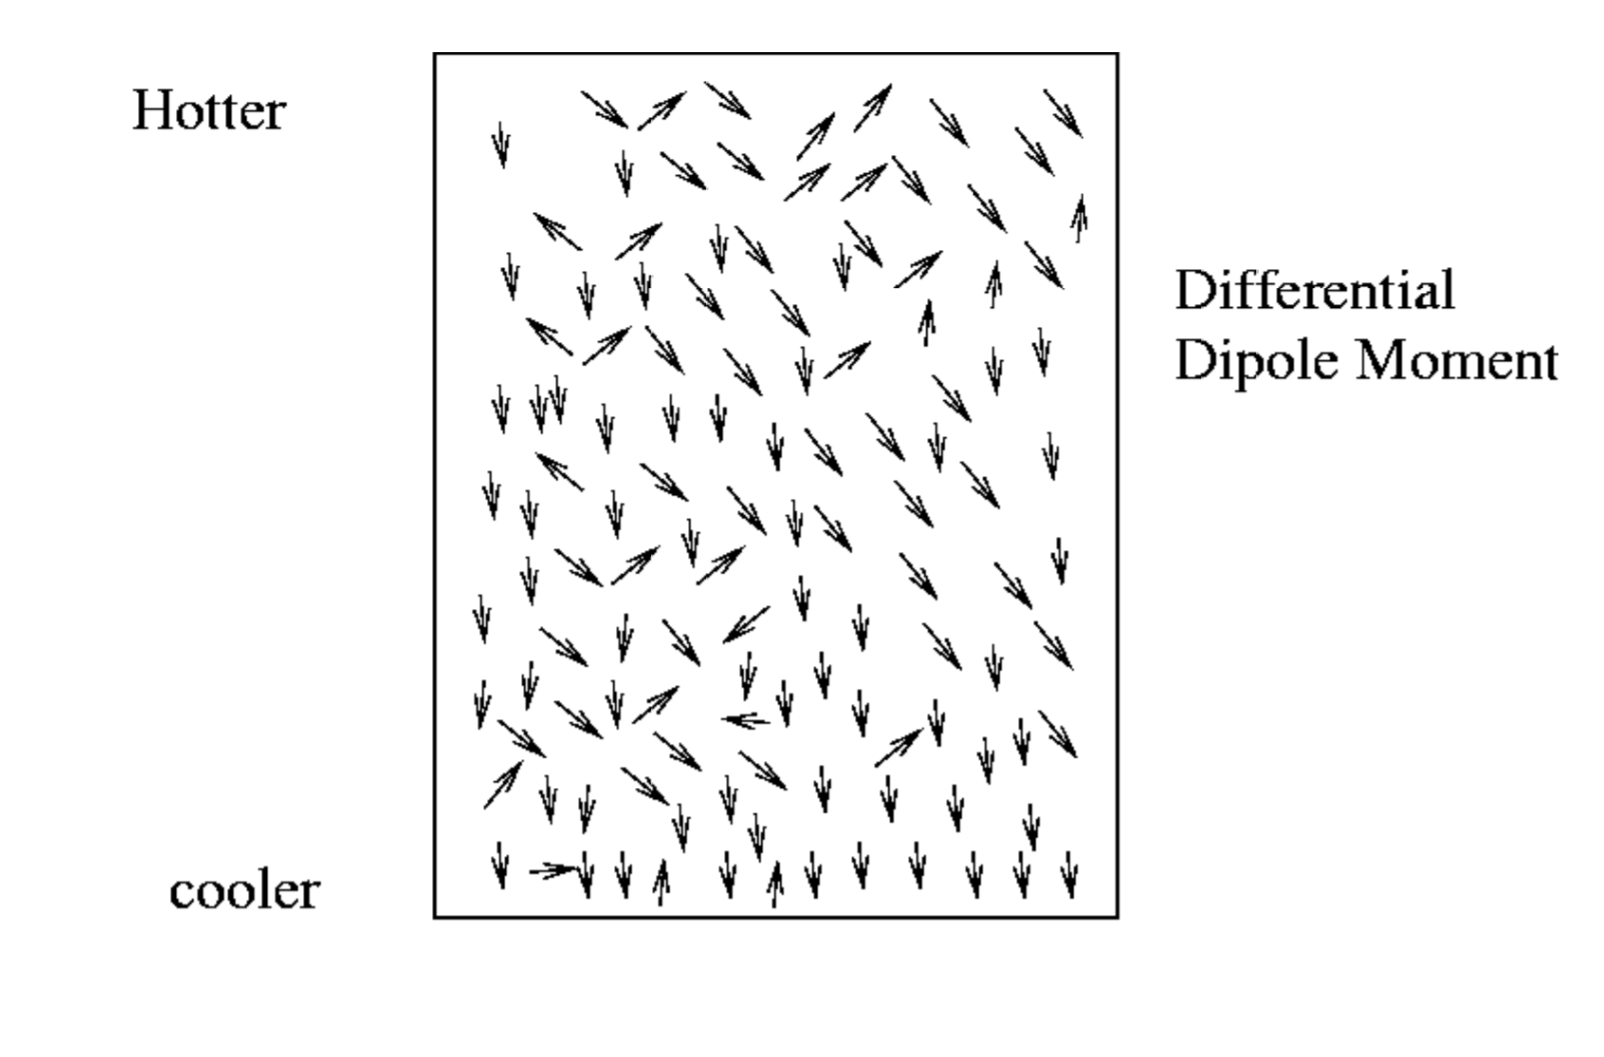 Hotter
Differential
Dipole Moment
cooler